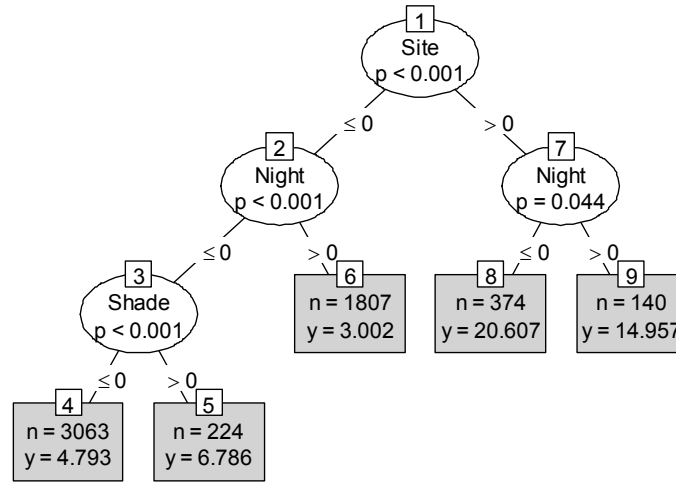 1
Site
p < 0.001
≤ 0
> 0
2
Night
p < 0.001
7
Night
p = 0.044
≤ 0
> 0
≤ 0
> 0
3
Shade
p < 0.001
6
n = 1807
y = 3.002
8
n = 374
y = 20.607
9
n = 140
y = 14.957
≤ 0
> 0
4
n = 3063
y = 4.793
5
n = 224
y = 6.786